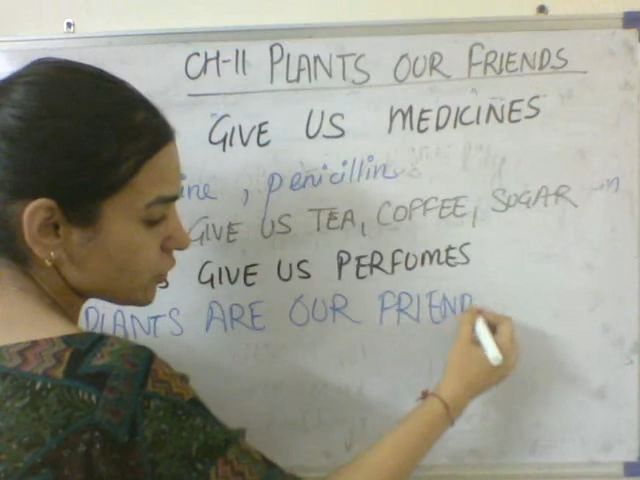 CH-11 PLANTS OUR FRIENDS
GIVE US MEDICINES
ine, penicillin
GIVE US TEA, COFFEE, SUGAR
S GIVE US PERFUMES
PLANTS ARE OUR FRIEND